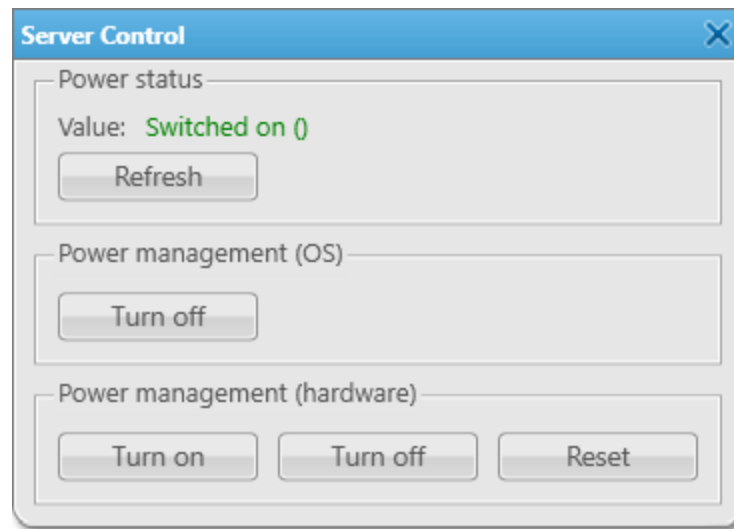 Server Control
Power status
Value: Switched on ()
Refresh
Power management (OS)
Turn off
Power management (hardware)
Turn on Turn off Reset